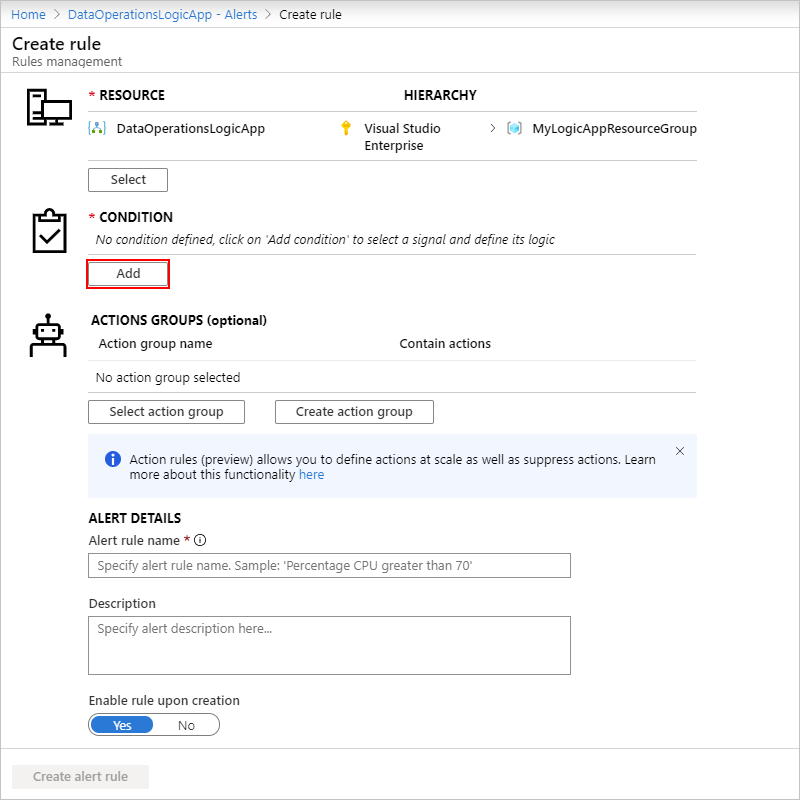 Home > DataOperationsLogicApp - Alerts > Create rule
Create rule
Rules management
* RESOURCE HIERARCHY
DataOperationsLogicApp Visual Studio Enterprise > MyLogicAppResourceGroup
Select
* CONDITION
No condition defined, click on 'Add condition' to select a signal and define its logic
Add
ACTIONS GROUPS (optional)
Action group name Contain actions
No action group selected
Select action group Create action group
Action rules (preview) allows you to define actions at scale as well as suppress actions. Learn
more about this functionality here
ALERT DETAILS
Alert rule name *
Specify alert rule name. Sample: 'Percentage CPU greater than 70'
Description
Specify alert description here...
Enable rule upon creation
Yes No
Create alert rule